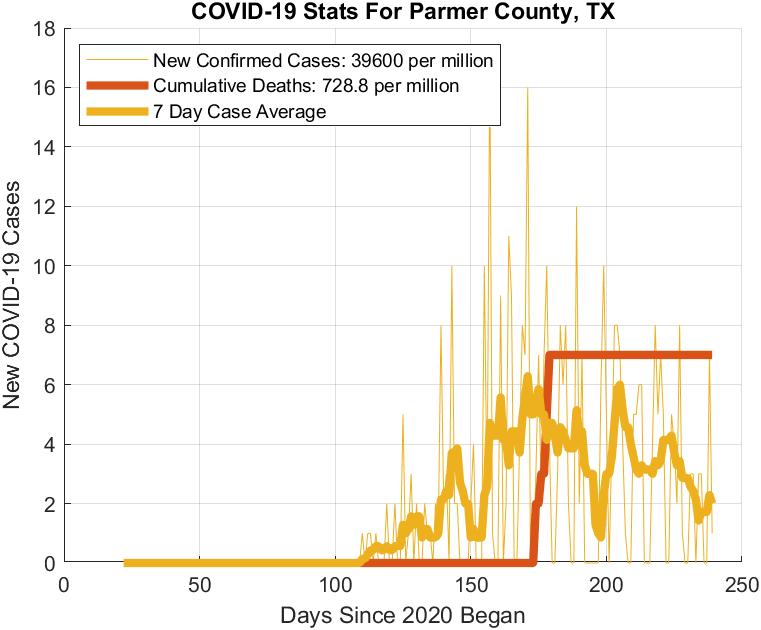 COVID-19 Stats For Parmer County, TX
18
16
14
12
10
8
6
4
2
0
New COVID-19 Cases
New Confirmed Cases: 39600 per million
Cumulative Deaths: 728.8 per million
7 Day Case Average
0
50
100
150
200
250
Days Since 2020 Began